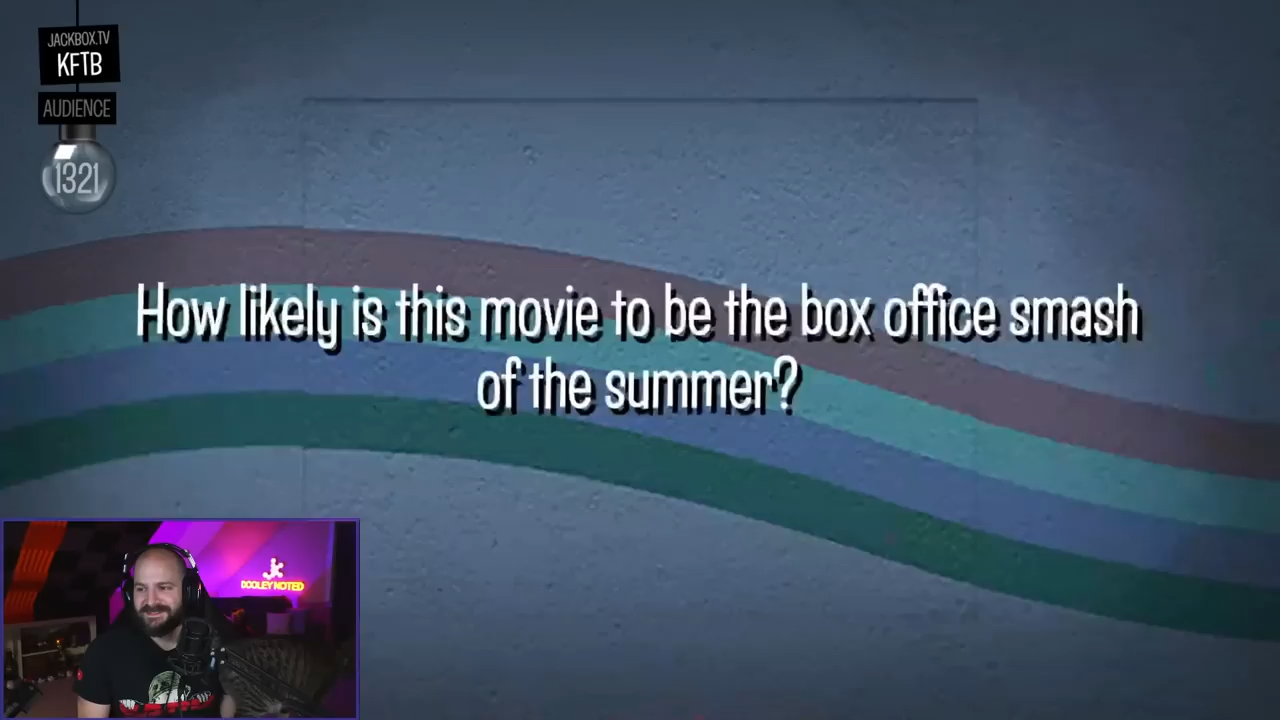 JACKBOX.TV
KFTB
AUDIENCE
1321
How likely is this movie to be the box office smash
of the summer?
DOOLEY NOTED